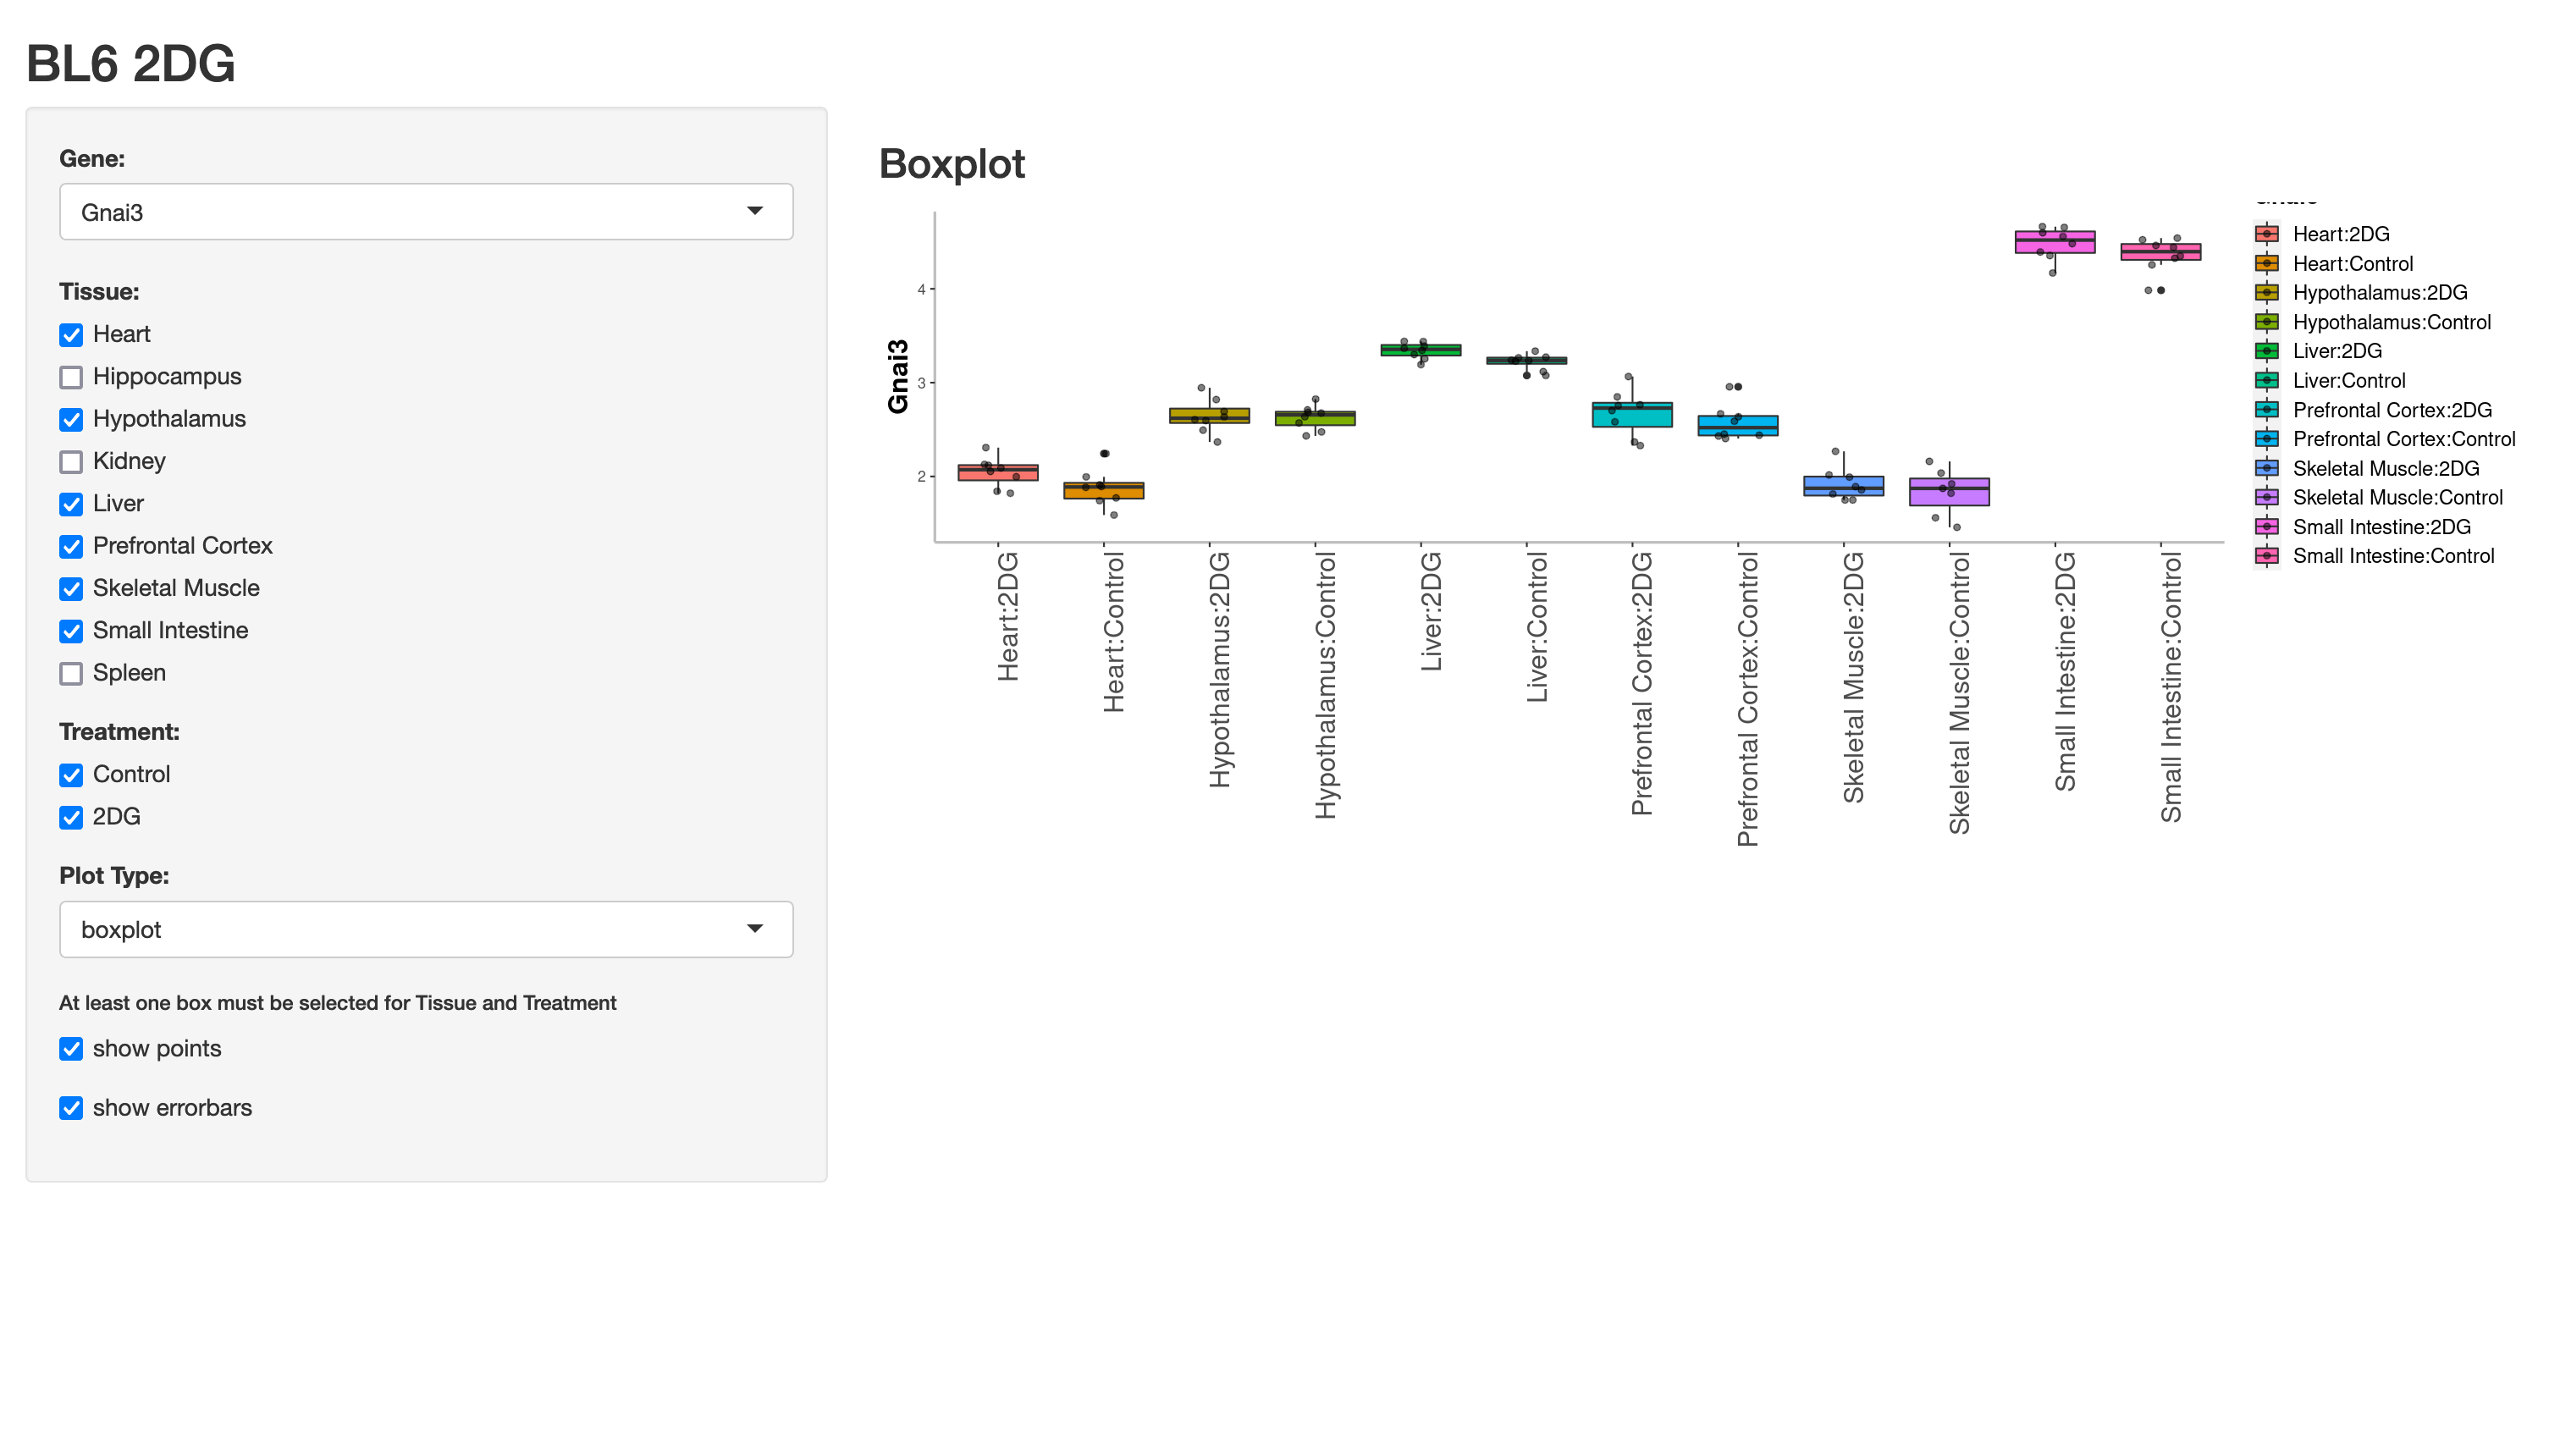 BL6 2DG
Gene:
Gnai3
Tissue:
Heart
Hippocampus
Hypothalamus
Kidney
Liver
Prefrontal Cortex
Skeletal Muscle
Small Intestine
Spleen
Treatment:
Control
2DG
Plot Type:
boxplot
At least one box must be selected for Tissue and Treatment
show points
show errorbars
Boxplot
Gnai3
4
3
2
Heart:2DG
Heart:Control
Hypothalamus:2DG
Hypothalamus:Control
Liver:2DG
Liver:Control
Prefrontal Cortex:2DG
Prefrontal Cortex:Control
Skeletal Muscle:2DG
Skeletal Muscle:Control
Small Intestine:2DG
Small Intestine:Control
Heart:2DG
Heart:Control
Hypothalamus:2DG
Hypothalamus:Control
Liver:2DG
Liver:Control
Prefrontal Cortex:2DG
Prefrontal Cortex:Control
Skeletal Muscle:2DG
Skeletal Muscle:Control
Small Intestine:2DG
Small Intestine:Control